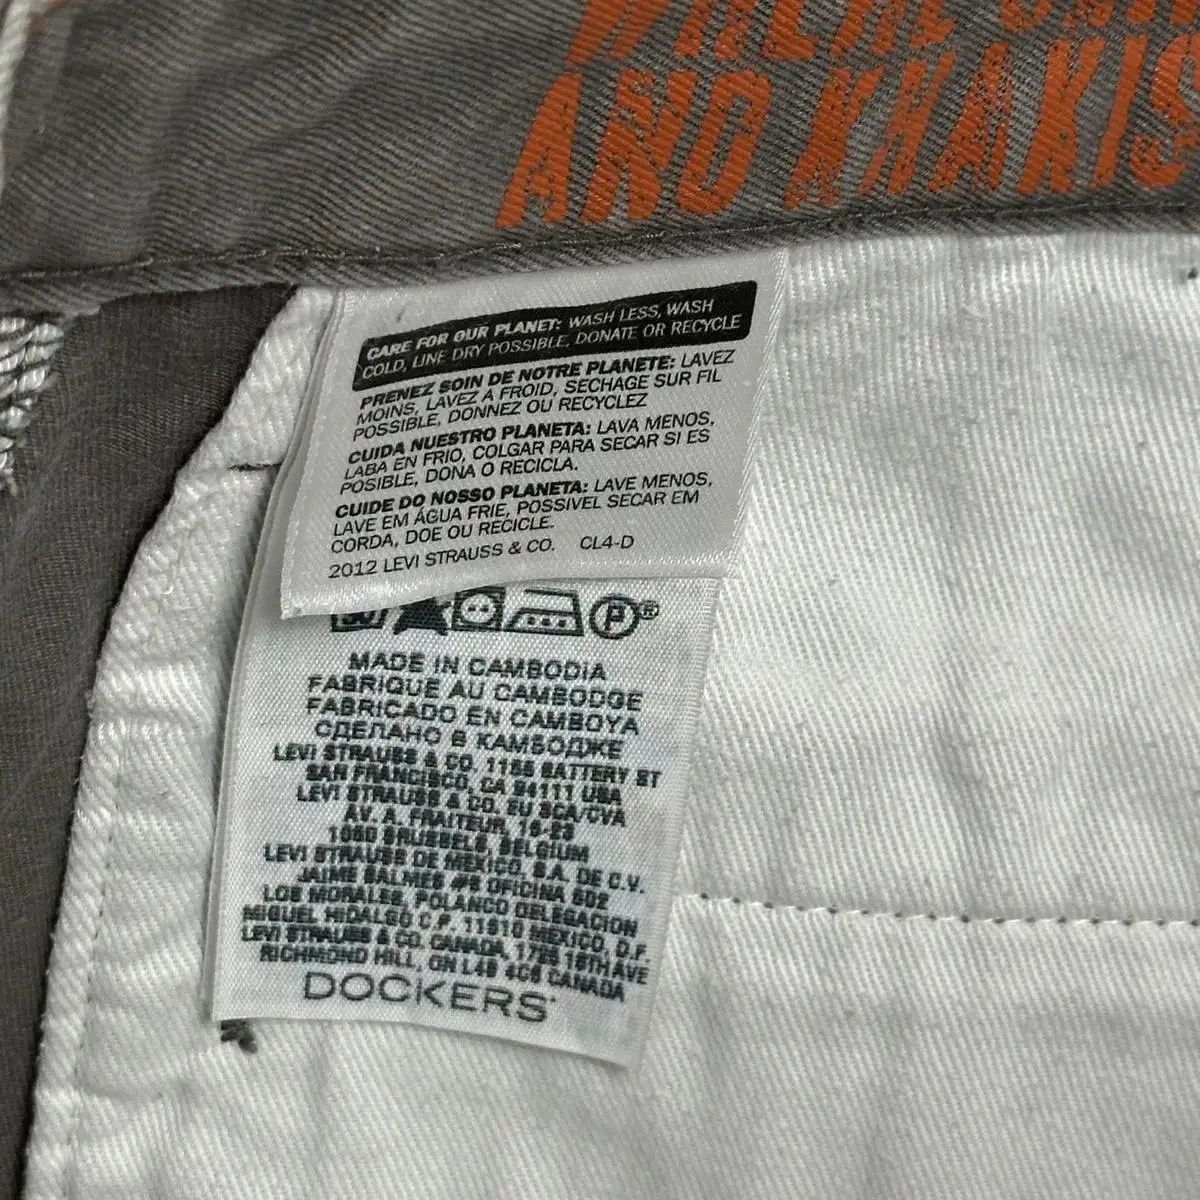 AND KHAKIS
CARE FOR OUR PLANET: WASH LESS, WASH
COLD, LINE DRY POSSIBLE, DONATE OR RECYCLE
PRENEZ SOIN DE NOTRE PLANETE: LAVEZ
MOINS, LAVEZ A FROID, SECHAGE SUR FIL
POSSIBLE, DONNEZ OU RECYCLEZ
CUIDA NUESTRO PLANETA: LAVA MENOS,
LABA EN FRIO, COLGAR PARA SECAR SI ES
POSIBLE, DONA O RECICLA.
CUIDE DO NOSSO PLANETA: LAVE MENOS,
LAVE EM ÁGUA FRIE, POSSIVEL SECAR EM
CORDA, DOE OU RECICLE.
2012 LEVI STRAUSS & CO. CL4-D
P®
MADE IN CAMBODIA
FABRIQUE AU CAMBODGE
FABRICADO EN CAMBOYA
СДЕЛАНО В КАМБОДЖЕ
LEVI STRAUSS & CO. 1155 BATTERY ST
SAN FRANCISCO, CA 94111 USA
LEVI STRAUSS & CO. EU SCA/CVA
AV. A. FRAITEUR, 15-23
1050 BRUSSELS, BELGIUM
LEVI STRAUSS DE MEXICO, S.A. DE C.V.
JAIME BALMES #8 OFICINA 602
LOS MORALES, POLANCO DELEGACION
MIGUEL HIDALGO C.P. 11510 MEXICO, D.F.
LEVI STRAUSS & CO. CANADA, 1725 16TH AVE
RICHMOND HILL, ON L4B 4C6 CANADA
DOCKERS®